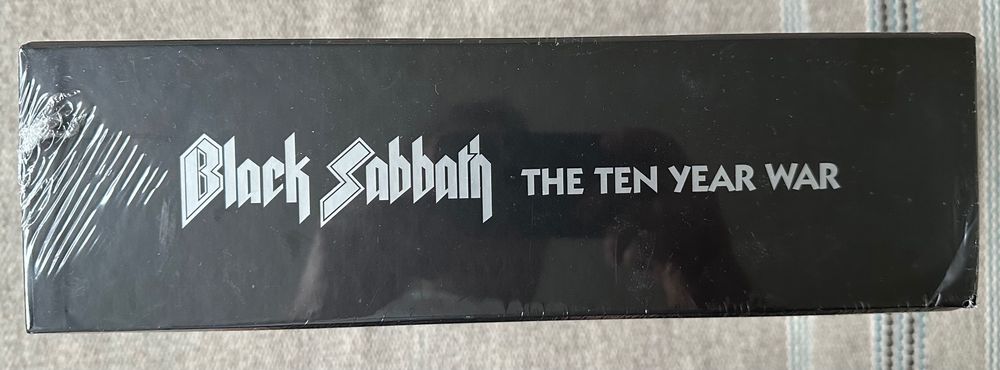 Black Sabbath THE TEN YEAR WAR